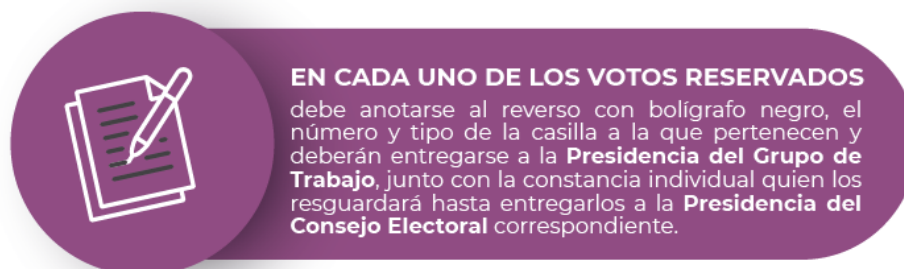 EN CADA UNO DE LOS VOTOS RESERVADOS
debe anotarse al reverso con bolígrafo negro, el
número y tipo de la casilla a la que pertenecen y
deberán entregarse a la Presidencia del Grupo de
Trabajo, junto con la constancia individual quien los
resguardará hasta entregarlos a la Presidencia del
Consejo Electoral correspondiente.